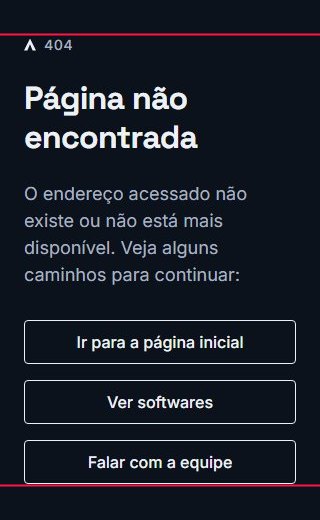 404
Página não
encontrada
O endereço acessado não
existe ou não está mais
disponível. Veja alguns
caminhos para continuar:
Ir para a página inicial
Ver softwares
Falar com a equipe